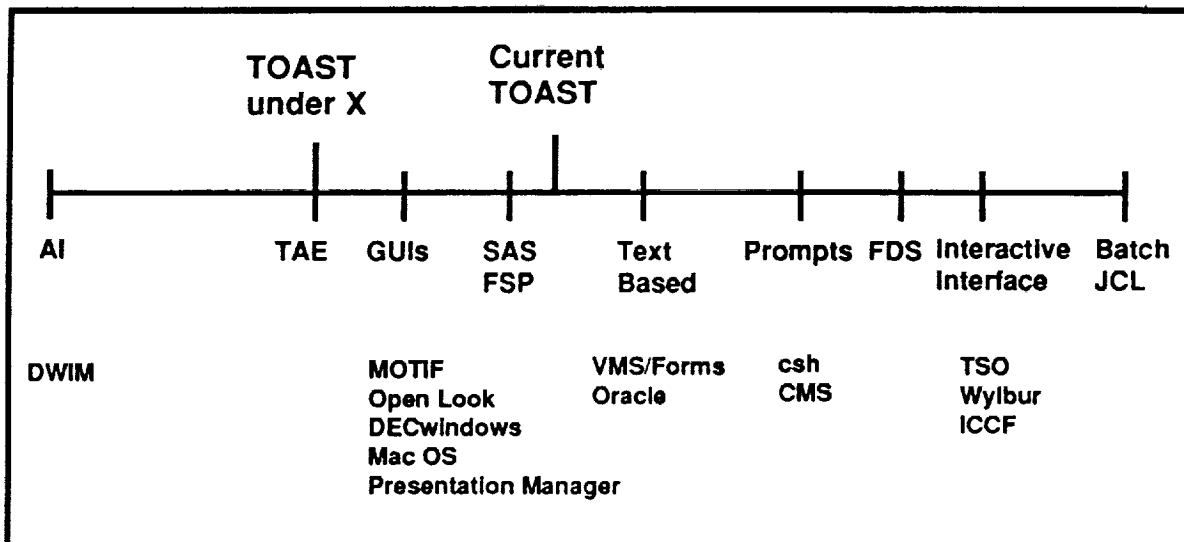 TOAST
under X
Current
TOAST
AI
TAE
GUIs
SAS
FSP
Text
Based
Prompts
FDS
Interactive
Interface
Batch
JCL
DWIM
MOTIF
Open Look
DECwindows
Mac OS
Presentation Manager
VMS/Forms
Oracle
csh
CMS
TSO
Wylbur
ICCF